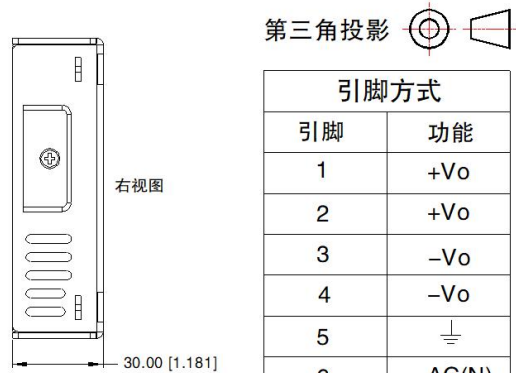 第三角投影
引脚方式
引脚 功能
1 +Vo
2 +Vo
3 −Vo
4 −Vo
5
AC(N)
右视图
30.00 [1.181]